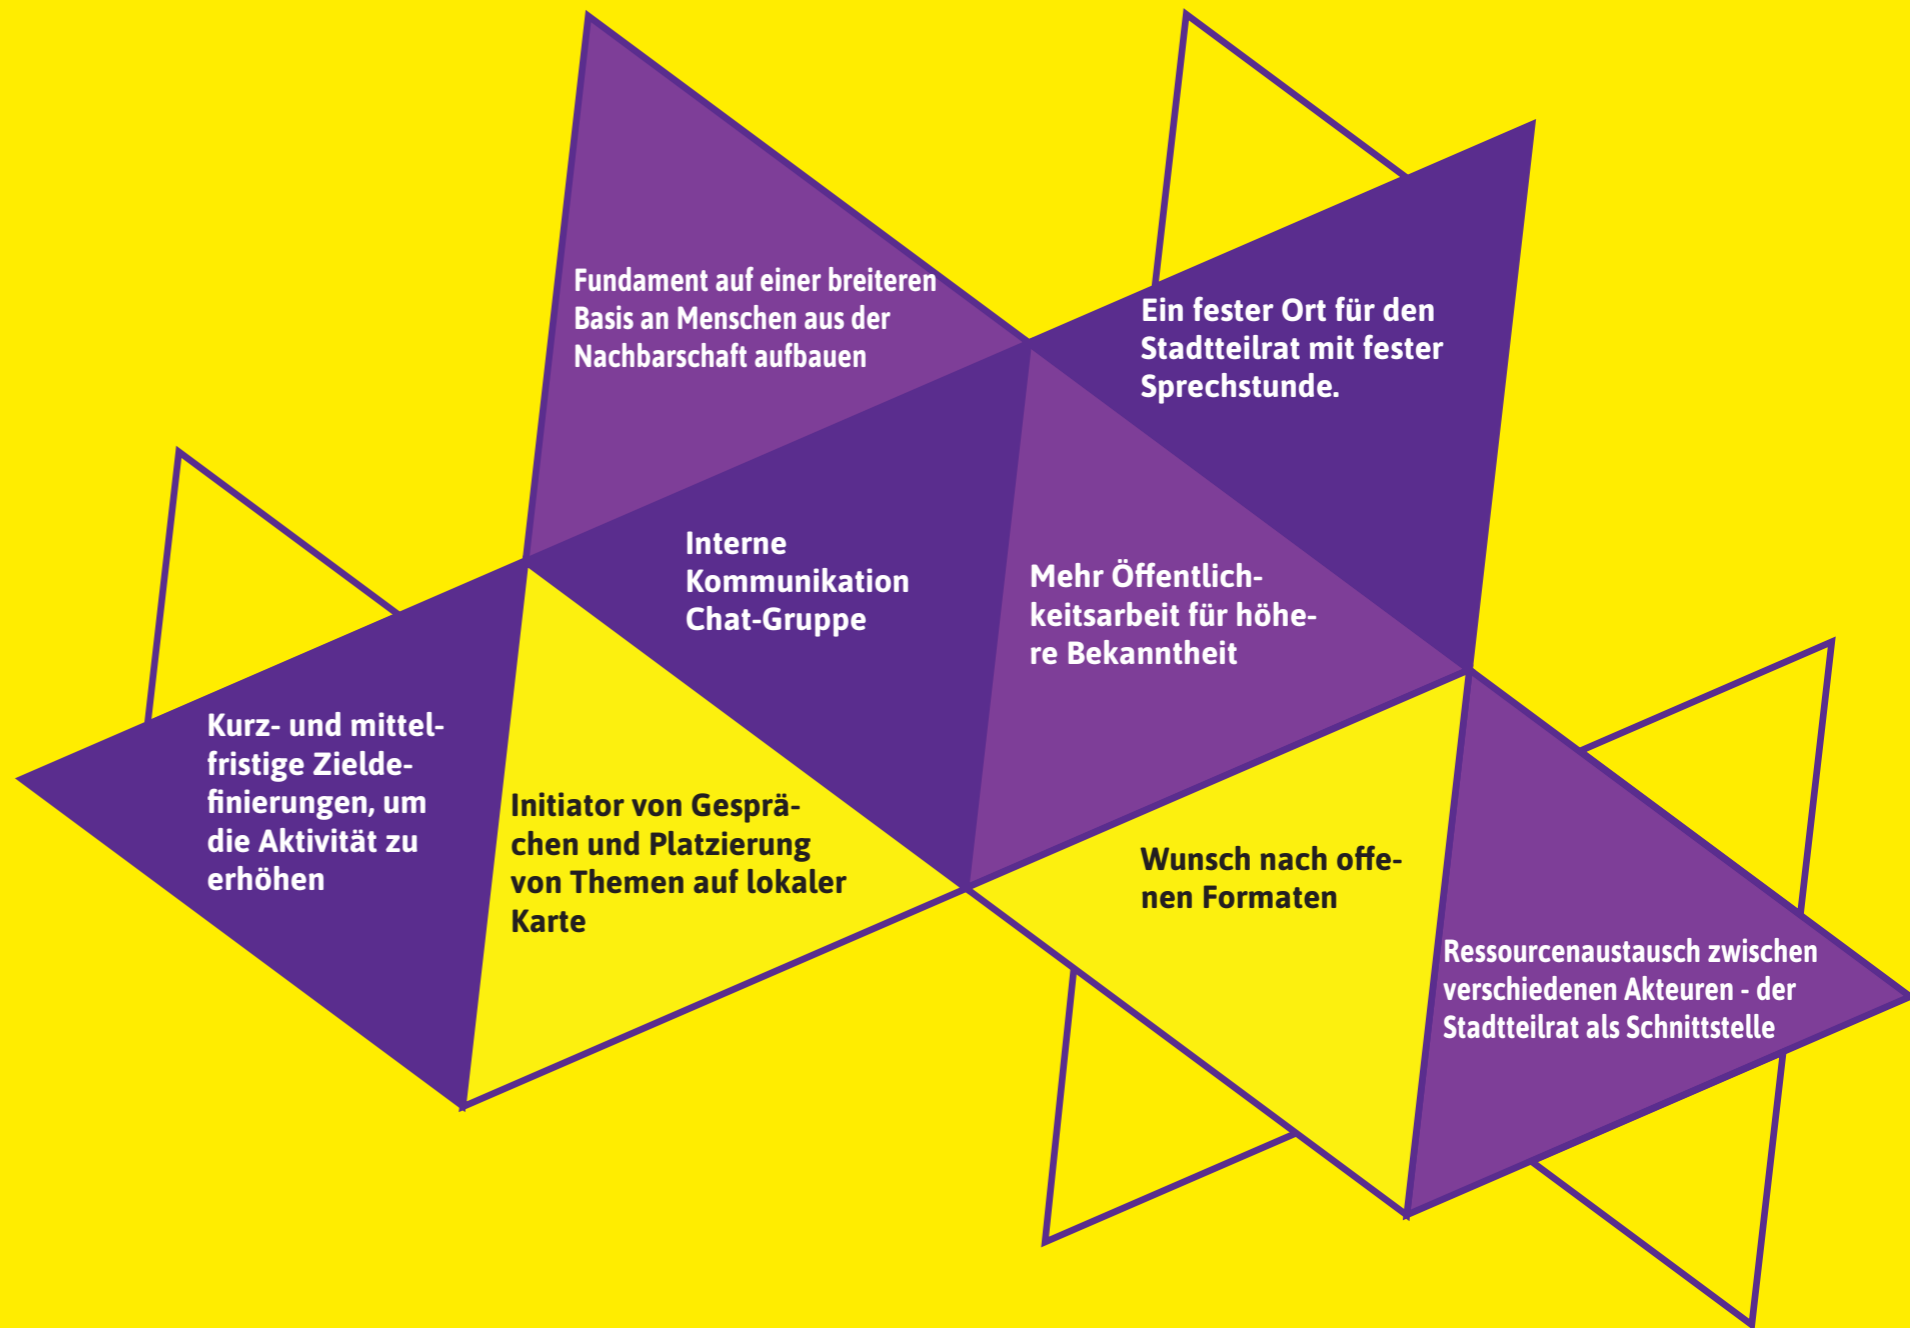 Fundament auf einer breiteren
Basis an Menschen aus der
Nachbarschaft aufbauen
Ein fester Ort für den
Stadtteilrat mit fester
Sprechstunde.
Interne
Kommunikation
Chat-Gruppe
Mehr Öffentlich-
keitsarbeit für höhe-
re Bekanntheit
Kurz- und mittel-
fristige Zielde-
finierungen, um
die Aktivität zu
erhöhen
Initiator von Gesprä-
chen und Platzierung
von Themen auf lokaler
Karte
Wunsch nach offe-
nen Formaten
Ressourcenaustausch zwischen
verschiedenen Akteuren - der
Stadtteilrat als Schnittstelle